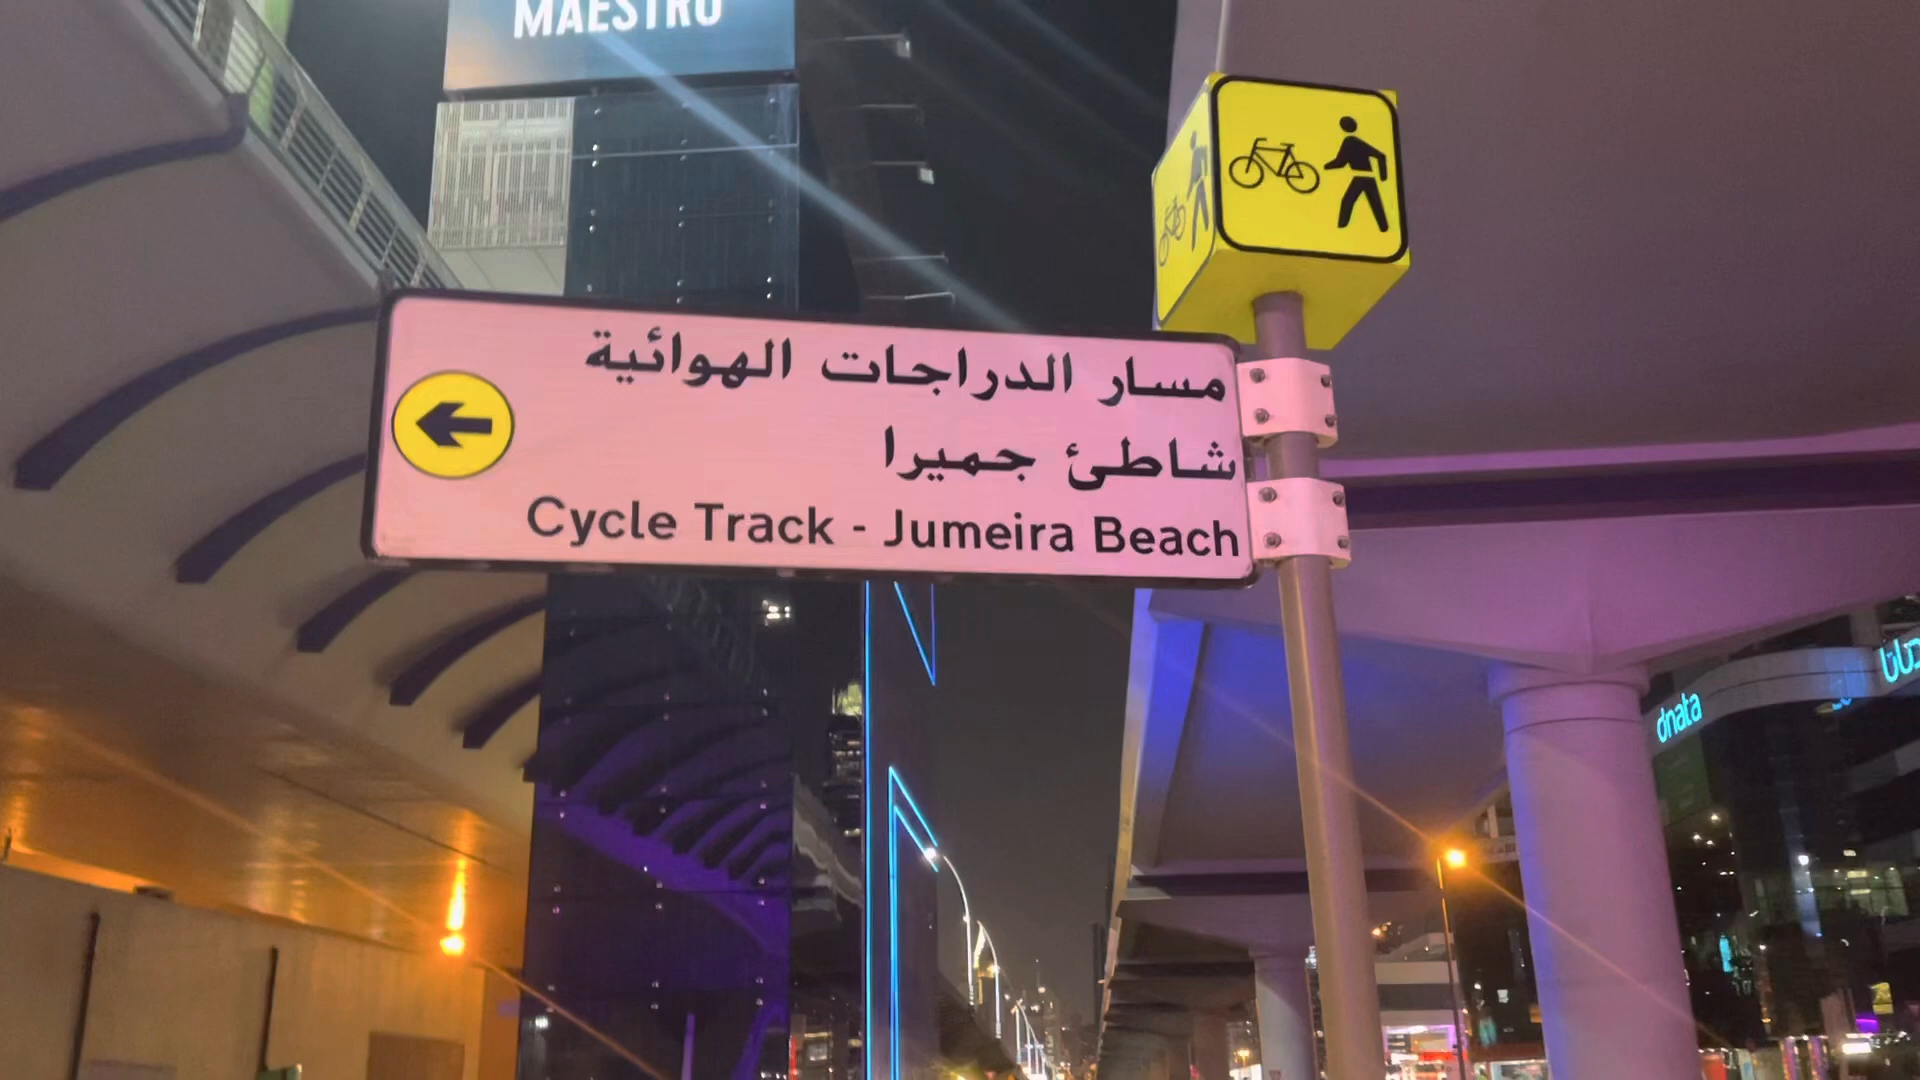 MAESTRO
مسار الدراجات الهوائية
شاطئ جميرا
Cycle Track - Jumeira Beach
dnata